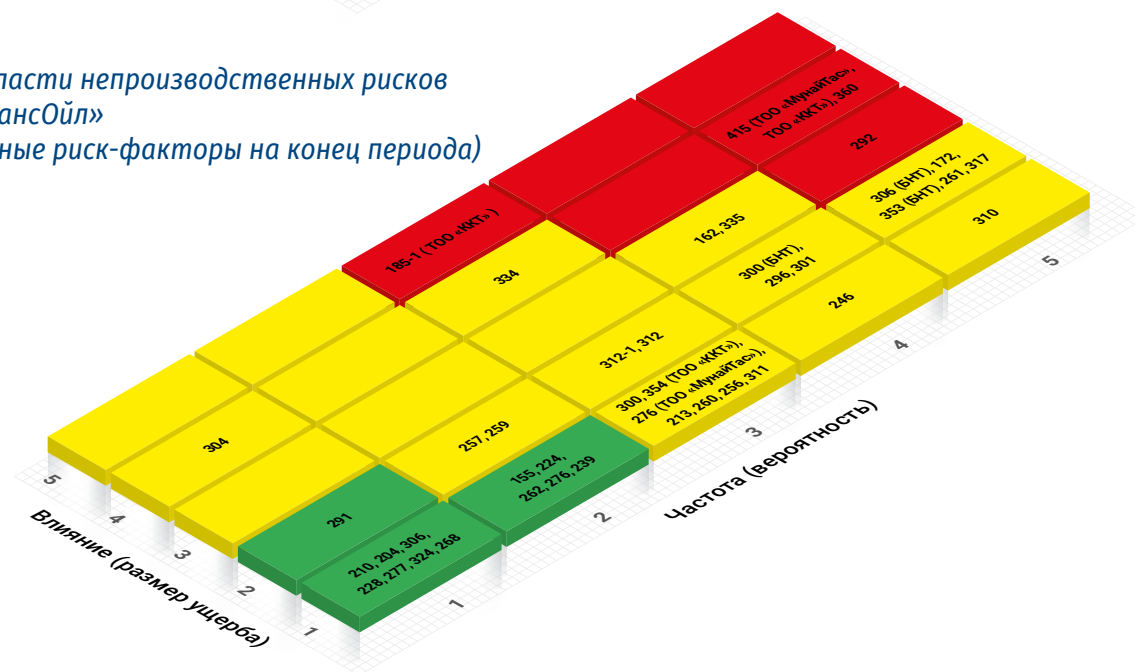 ласти непроизводственных рисков
ансОйл»
ные риск-факторы на конец периода)
415 (ТОО «МунайТас»,
ТОО «ККТ»), 360
292
306 (БНТ), 172,
353 (БНТ), 261, 317
310
185-1 ( ТОО «ККТ» )
334
162, 335
300 (БНТ),
296, 301
246
312-1, 312
300, 354 (ТОО «ККТ»),
276 (ТОО «МунайТас»),
213, 260, 256, 311
304
257, 259
155, 224,
262, 276, 239
291
210, 204, 306,
228, 277, 324, 268
5
4
3
2
1
Влияние (размер ущерба)
1
2
3
4
5
Частота (вероятность)